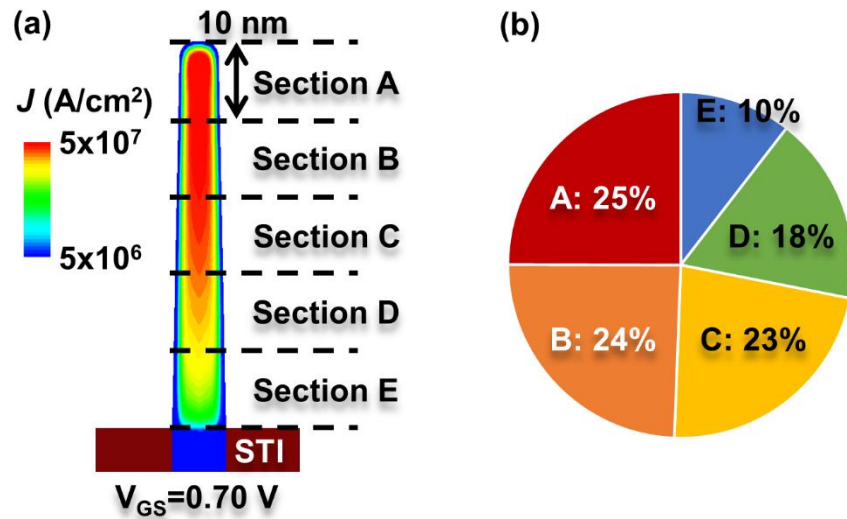 (a)
10 nm
Section A
J (A/cm²)
5x10⁷
Section B
Section C
5x10⁶
Section D
Section E
STI
V_GS=0.70 V
(b)
E: 10%
A: 25%
D: 18%
B: 24%
C: 23%